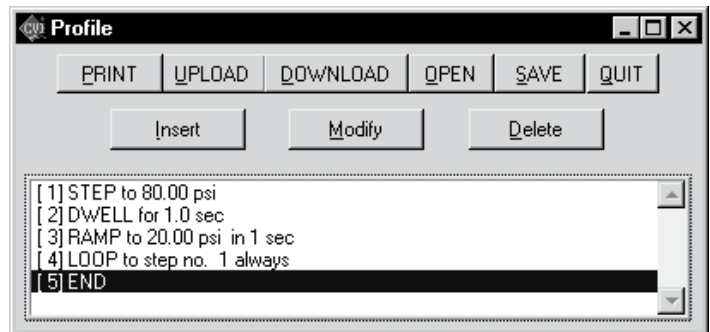 CVI Profile
PRINT UPLOAD DOWNLOAD OPEN SAVE QUIT
Insert Modify Delete
[ 1] STEP to 80.00 psi
[ 2] DWELL for 1.0 sec
[ 3] RAMP to 20.00 psi in 1 sec
[ 4] LOOP to step no. 1 always
[ 5] END